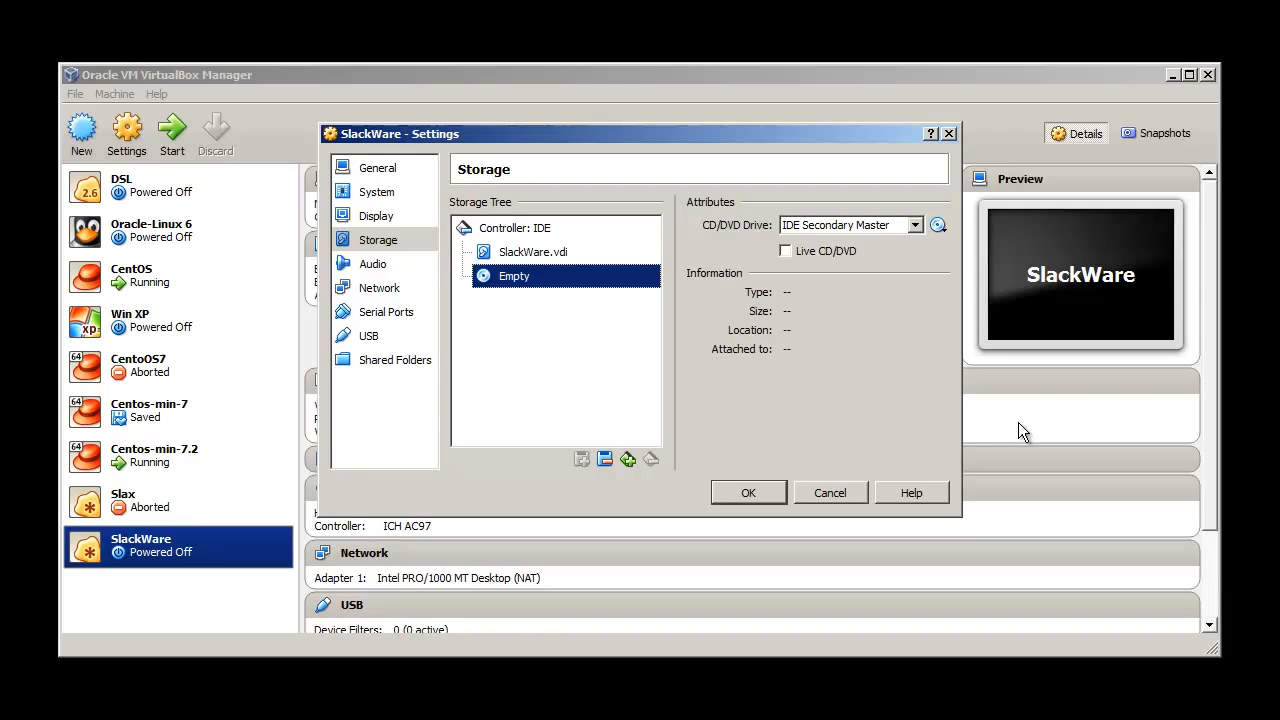 Oracle VM VirtualBox Manager
File Machine Help
New Settings Start Discard
Details Snapshots
DSL
2.6
Powered Off
Oracle-Linux 6
Powered Off
CentOS
Running
Win XP
xp
Powered Off
CentoOS7
64
Aborted
Centos-min-7
64
Saved
Centos-min-7.2
64
Running
Slax
Aborted
SlackWare
Powered Off
SlackWare - Settings
General
System
Display
Storage
Audio
Network
Serial Ports
USB
Shared Folders
Storage
Storage Tree
Controller: IDE
SlackWare.vdi
Empty
Attributes
CD/DVD Drive: IDE Secondary Master
Live CD/DVD
Information
Type: --
Size: --
Location: --
Attached to: --
OK Cancel Help
Preview
SlackWare
Controller: ICH AC97
Network
Adapter 1: Intel PRO/1000 MT Desktop (NAT)
USB
Device Filters: 0 (0 active)